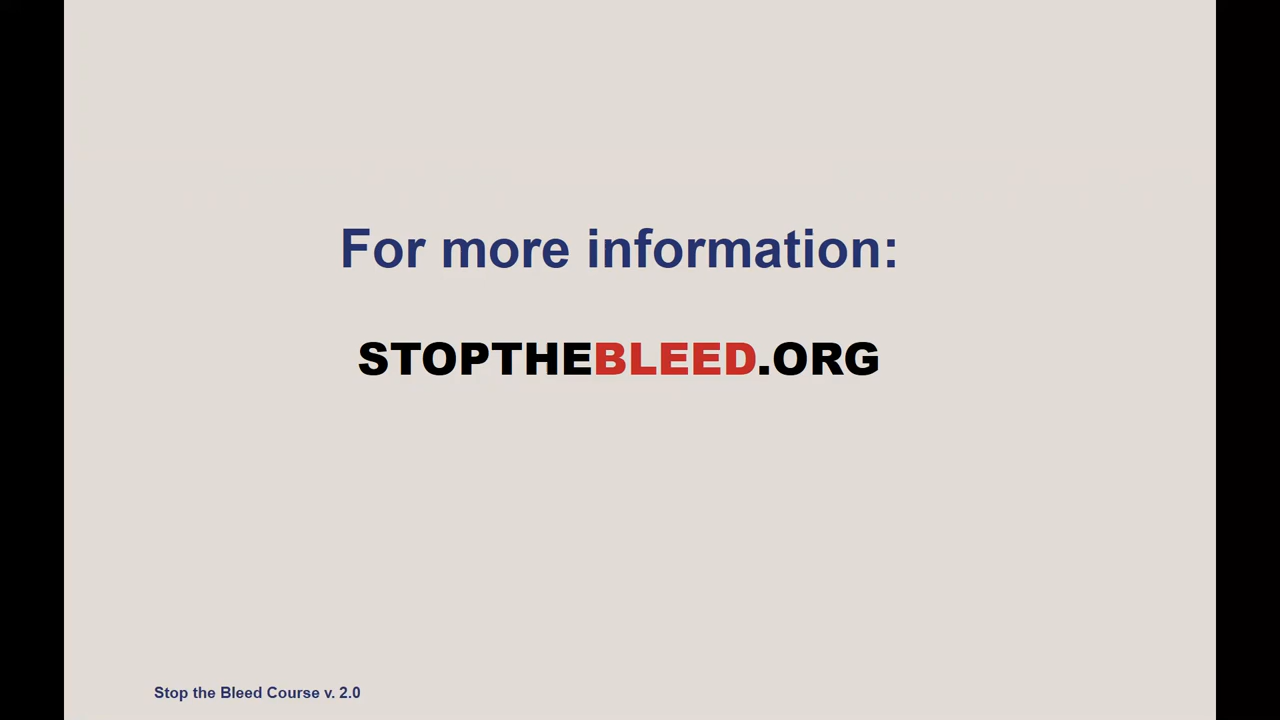 For more information:
STOPTHEBLEED.ORG
Stop the Bleed Course v. 2.0